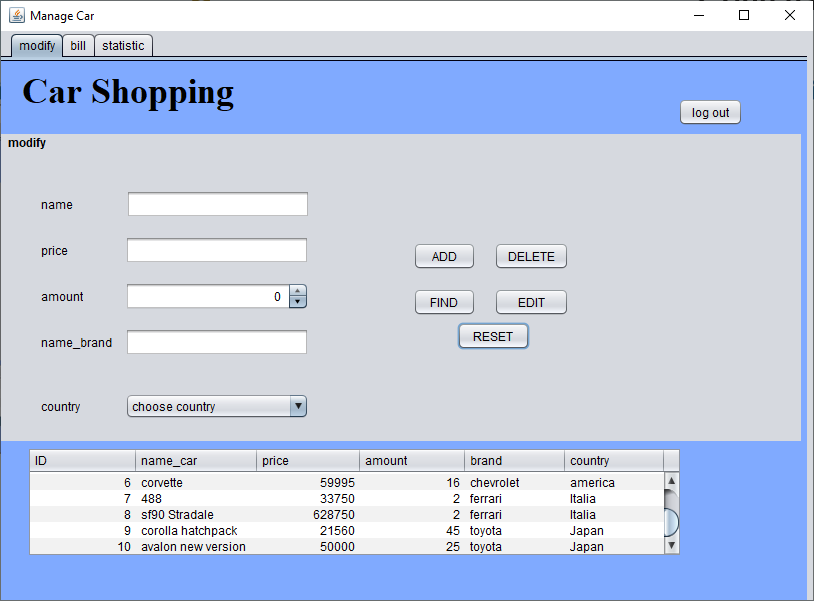 Manage Car
modify bill statistic
Car Shopping
log out
modify
name
price
ADD DELETE
amount 0
FIND EDIT
RESET
name_brand
country choose country
ID name_car price amount brand country
6 corvette 59995 16 chevrolet america
7 488 33750 2 ferrari Italia
8 sf90 Stradale 628750 2 ferrari Italia
9 corolla hatchpack 21560 45 toyota Japan
10 avalon new version 50000 25 toyota Japan